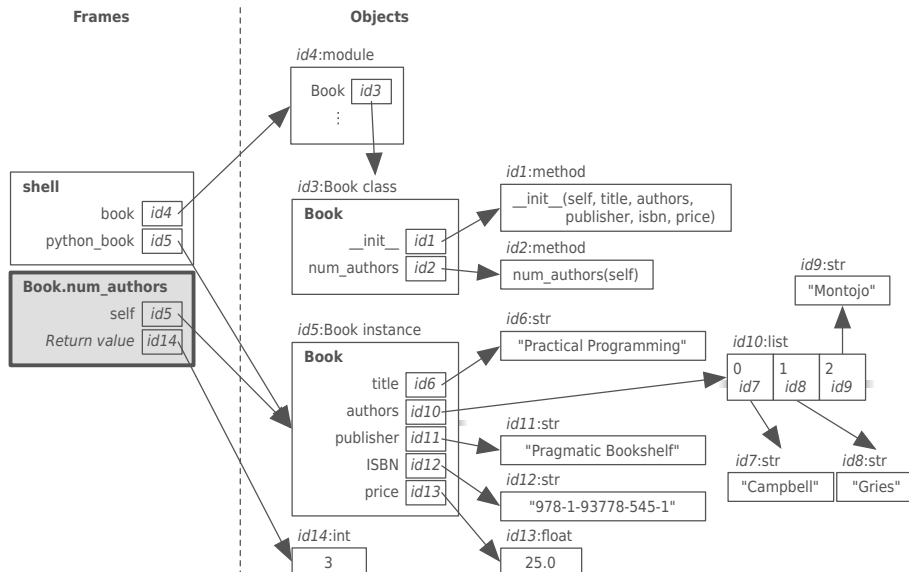 Frames
Objects
id4:module
Book id3
⋮
shell
book id4
python_book id5
Book.num_authors
self id5
Return value id14
id3:Book class
Book
__init__ id1
num_authors id2
id1:method
__init__(self, title, authors,
publisher, isbn, price)
id2:method
num_authors(self)
id5:Book instance
Book
title id6
authors id10
publisher id11
ISBN id12
price id13
id6:str
"Practical Programming"
id9:str
"Montojo"
id10:list
0 1 2
id7 id8 id9
id11:str
"Pragmatic Bookshelf"
id7:str
"Campbell"
id8:str
"Gries"
id12:str
"978-1-93778-545-1"
id14:int
3
id13:float
25.0